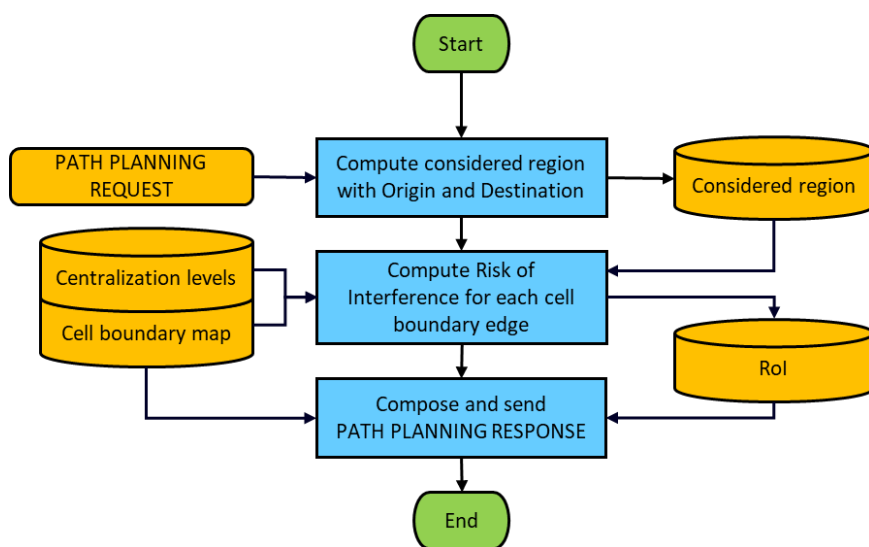 Start
PATH PLANNING
REQUEST
Compute considered region
with Origin and Destination
Considered region
Centralization levels
Cell boundary map
Compute Risk of
Interference for each cell
boundary edge
RoI
Compose and send
PATH PLANNING RESPONSE
End